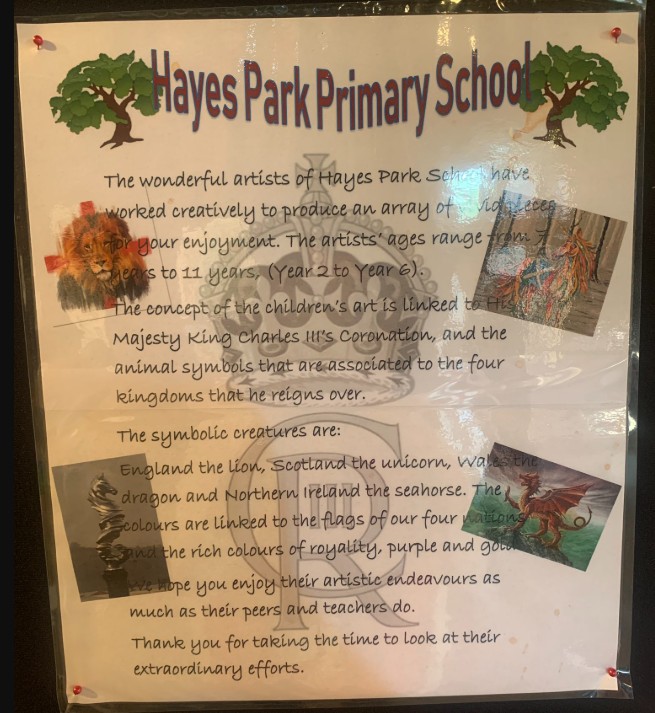 Hayes Park Primary School
The wonderful artists of Hayes Park School have
worked creatively to produce an array of vivid pieces
for your enjoyment. The artists' ages range from 7
years to 11 years, (Year 2 to Year 6).
The concept of the children's art is linked to His
Majesty King Charles III's Coronation, and the
animal symbols that are associated to the four
kingdoms that he reigns over.
The symbolic creatures are:
England the lion, Scotland the unicorn, Wales the
dragon and Northern Ireland the seahorse. The
colours are linked to the flags of our four nations
and the rich colours of royality, purple and gold.
We hope you enjoy their artistic endeavours as
much as their peers and teachers do.
Thank you for taking the time to look at their
extraordinary efforts.